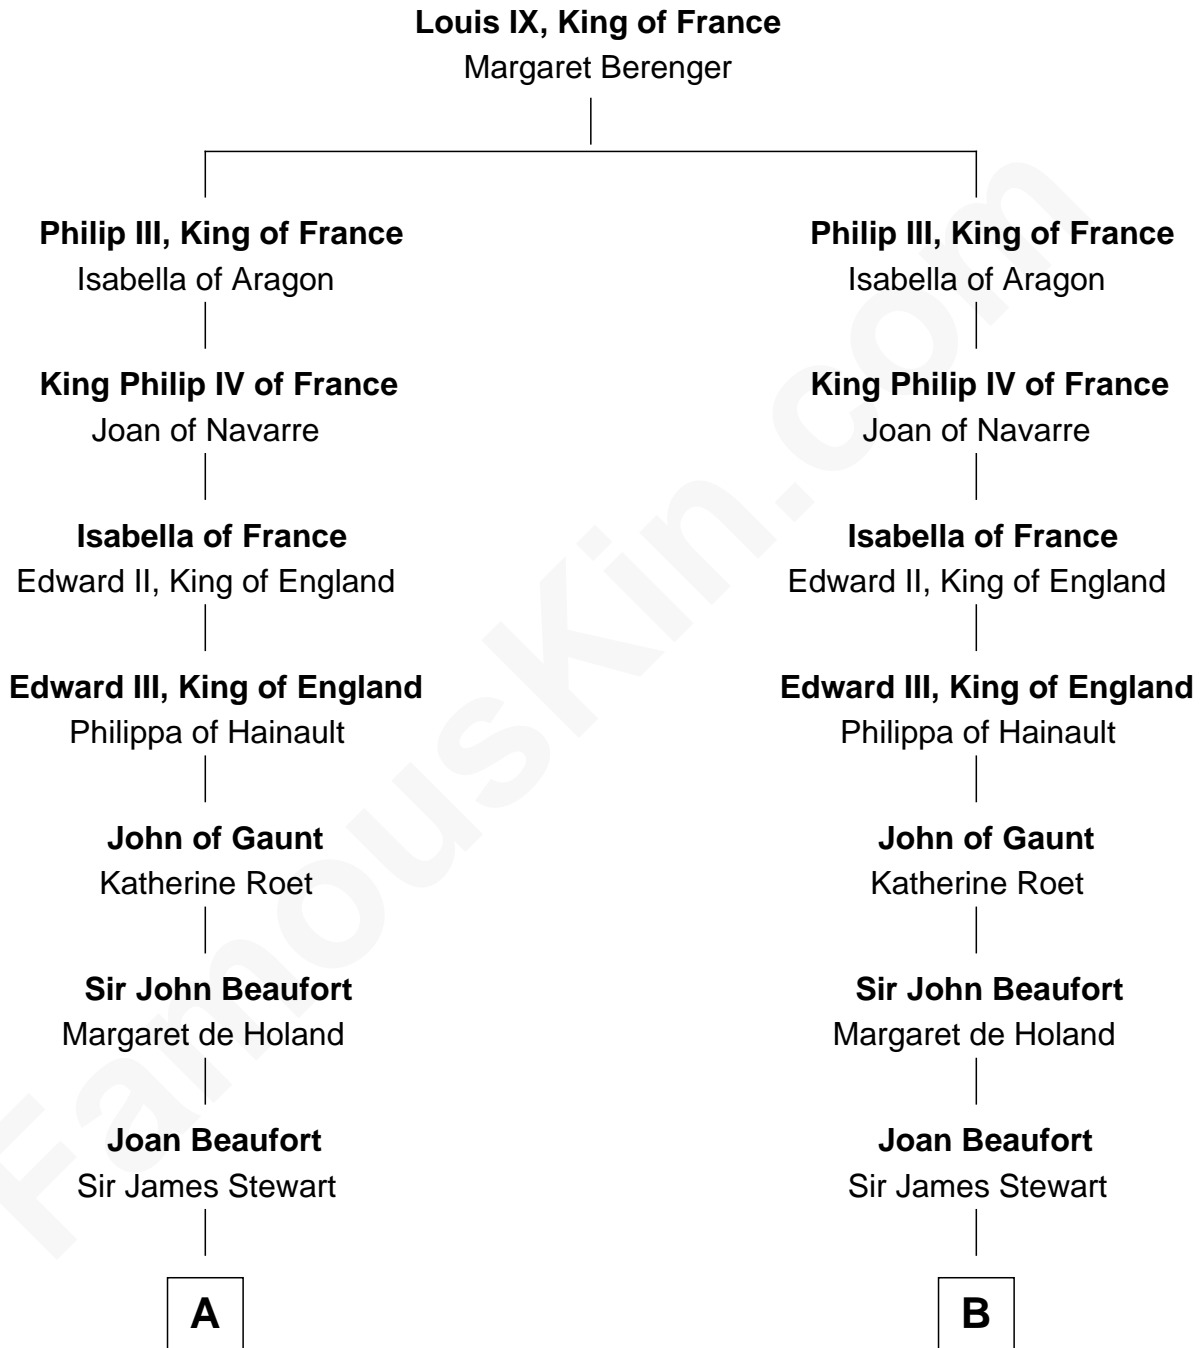 Louis IX, King of France
Margaret Berenger
Philip III, King of France
Isabella of Aragon
King Philip IV of France
Joan of Navarre
Isabella of France
Edward II, King of England
Edward III, King of England
Philippa of Hainault
John of Gaunt
Katherine Roet
Sir John Beaufort
Margaret de Holand
Joan Beaufort
Sir James Stewart
A
Philip III, King of France
Isabella of Aragon
King Philip IV of France
Joan of Navarre
Isabella of France
Edward II, King of England
Edward III, King of England
Philippa of Hainault
John of Gaunt
Katherine Roet
Sir John Beaufort
Margaret de Holand
Joan Beaufort
Sir James Stewart
B
FamousKin.com